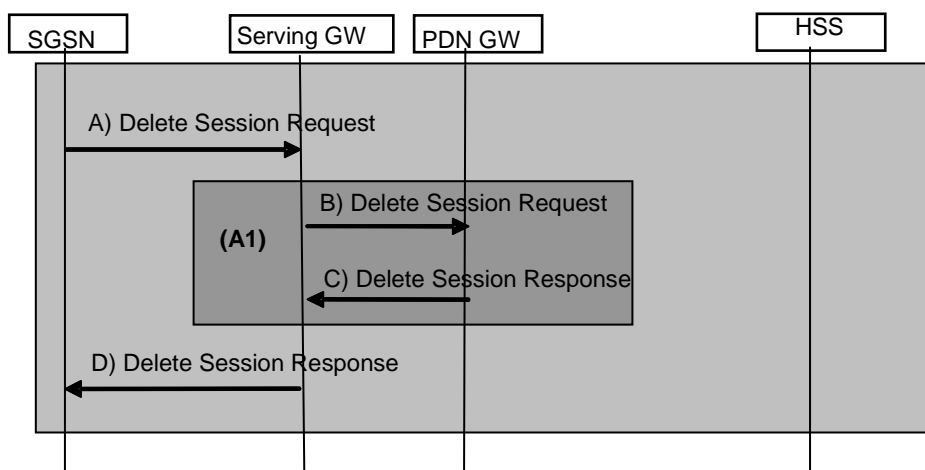 SGSN
Serving GW
PDN GW
HSS
A) Delete Session Request
B) Delete Session Request
(A1)
C) Delete Session Response
D) Delete Session Response